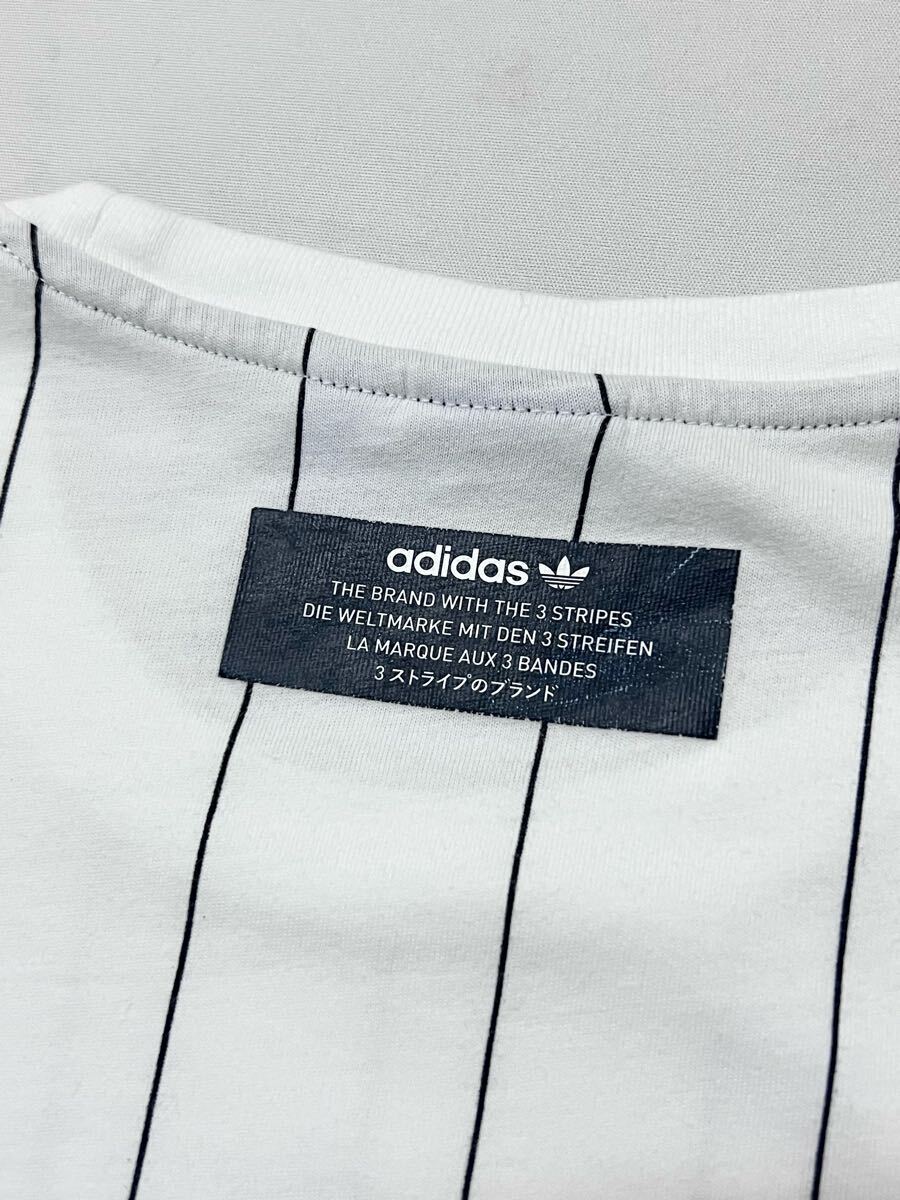 adidas
THE BRAND WITH THE 3 STRIPES
DIE WELTMARKE MIT DEN 3 STREIFEN
LA MARQUE AUX 3 BANDES
3 ストライプのブランド